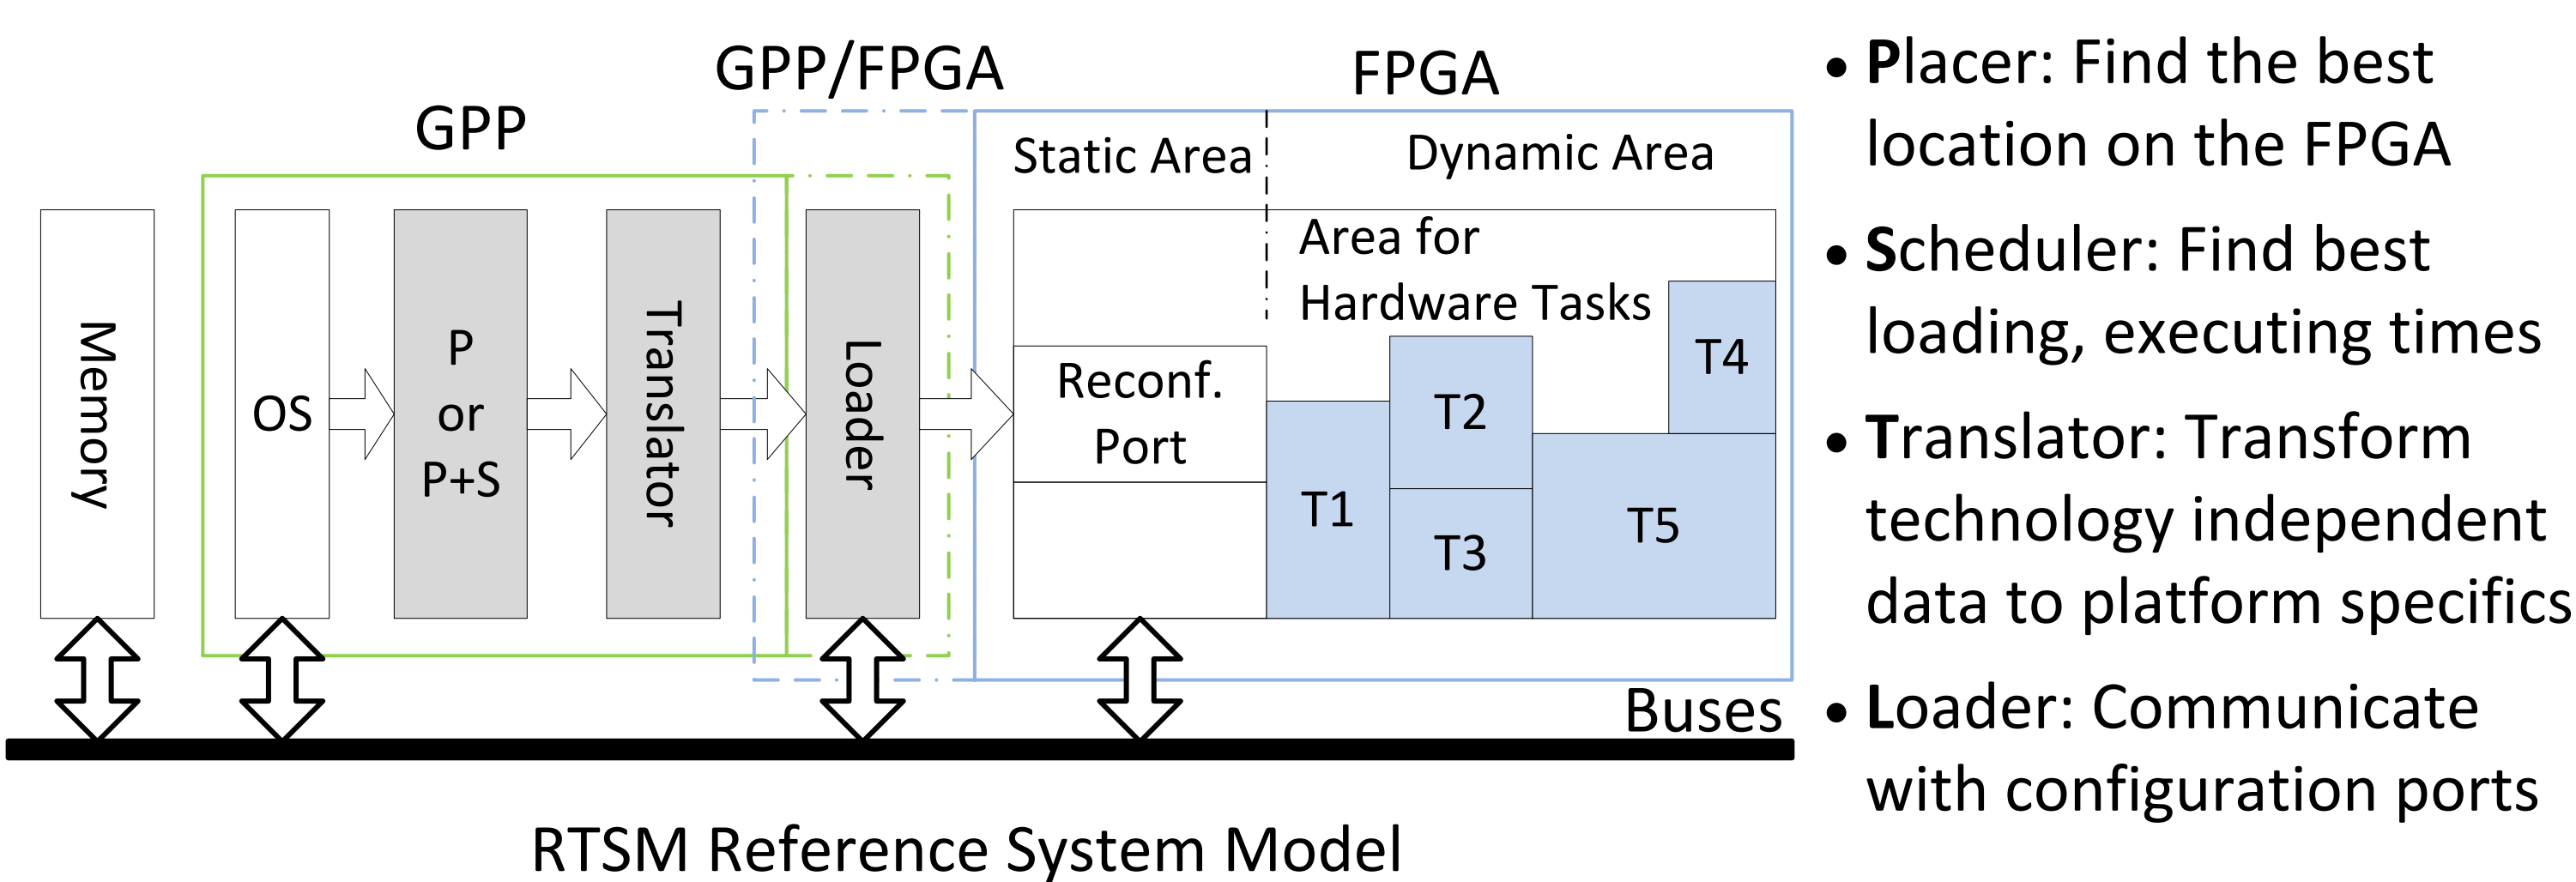 GPP
GPP/FPGA
FPGA
Static Area
Dynamic Area
Memory
OS
P
or
P+S
Translator
Loader
Reconf.
Port
Area for
Hardware Tasks
T1
T2
T3
T4
T5
Buses
RTSM Reference System Model
• Placer: Find the best
location on the FPGA
• Scheduler: Find best
loading, executing times
• Translator: Transform
technology independent
data to platform specifics
• Loader: Communicate
with configuration ports